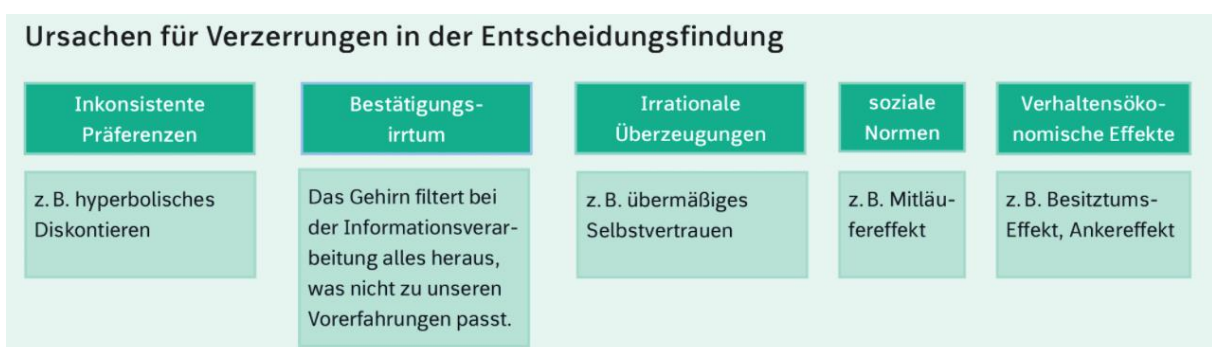 Ursachen für Verzerrungen in der Entscheidungsfindung
Inkonsistente
Präferenzen
z. B. hyperbolisches
Diskontieren
Bestätigungs-
irrtum
Das Gehirn filtert bei
der Informationsverar-
beitung alles heraus,
was nicht zu unseren
Vorerfahrungen passt.
Irrationale
Überzeugungen
z. B. übermäßiges
Selbstvertrauen
soziale
Normen
z. B. Mitläu-
fereffekt
Verhaltensöko-
nomische Effekte
z. B. Besitztums-
Effekt, Ankereffekt